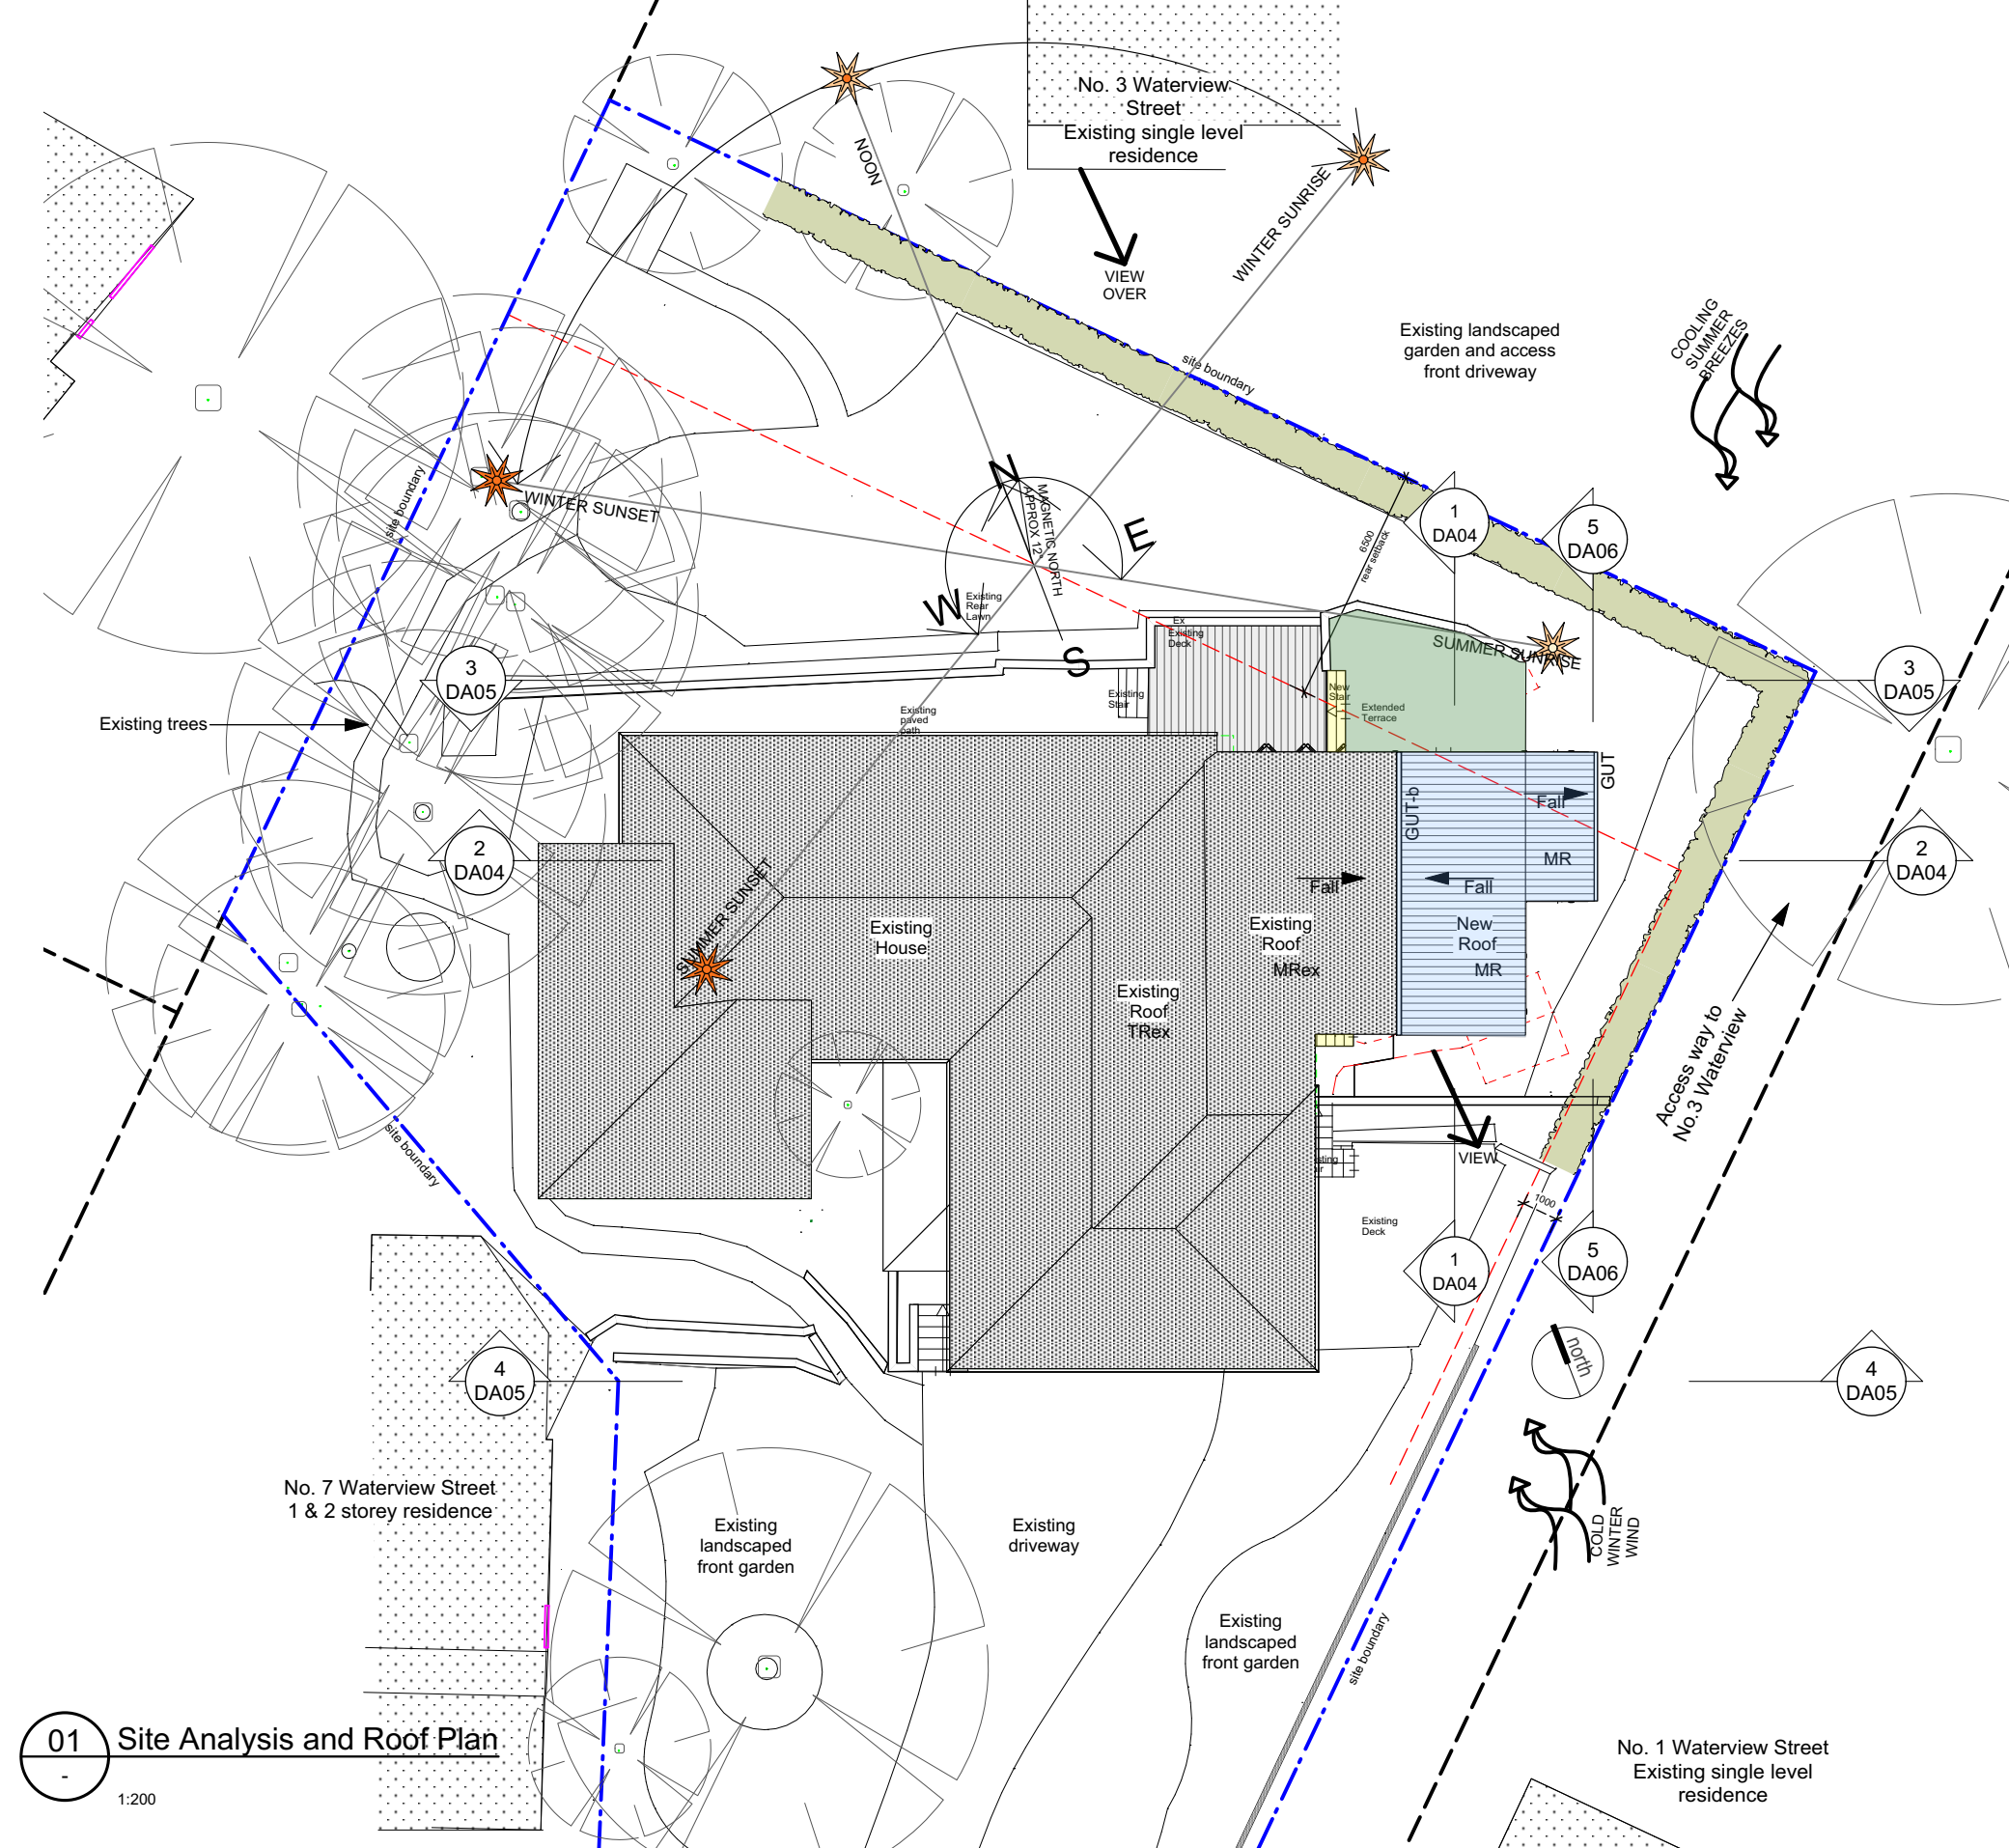 No. 3 Waterview
Street
Existing single level
residence
NOON
WINTER SUNRISE
VIEW
OVER
Existing landscaped
garden and access
front driveway
COOLING
SUMMER
BREEZES
site boundary
site boundary
WINTER SUNSET
N
E
W
S
MAGNETIC NORTH
APPROX 12°
6500
rear setback
1
DA04
5
DA06
Existing
Rear
Lawn
Ex
Existing
Deck
SUMMER SUNRISE
3
DA05
3
DA05
Existing trees
Existing
Stair
New
Stair
Extended
Terrace
Existing
paved
path
GUT
GUT-b
Fall
MR
2
DA04
2
DA04
Fall
Fall
SUMMER SUNSET
Existing
House
Existing
Roof
MRex
New
Roof
MR
Existing
Roof
TRex
Access way to
No.3 Waterview
site boundary
VIEW
1000
Existing
Deck
1
DA04
5
DA06
north
4
DA05
4
DA05
No. 7 Waterview Street
1 & 2 storey residence
Existing
landscaped
front garden
Existing
driveway
COLD
WINTER
WIND
Existing
landscaped
front garden
site boundary
01
-
Site Analysis and Roof Plan
1:200
No. 1 Waterview Street
Existing single level
residence